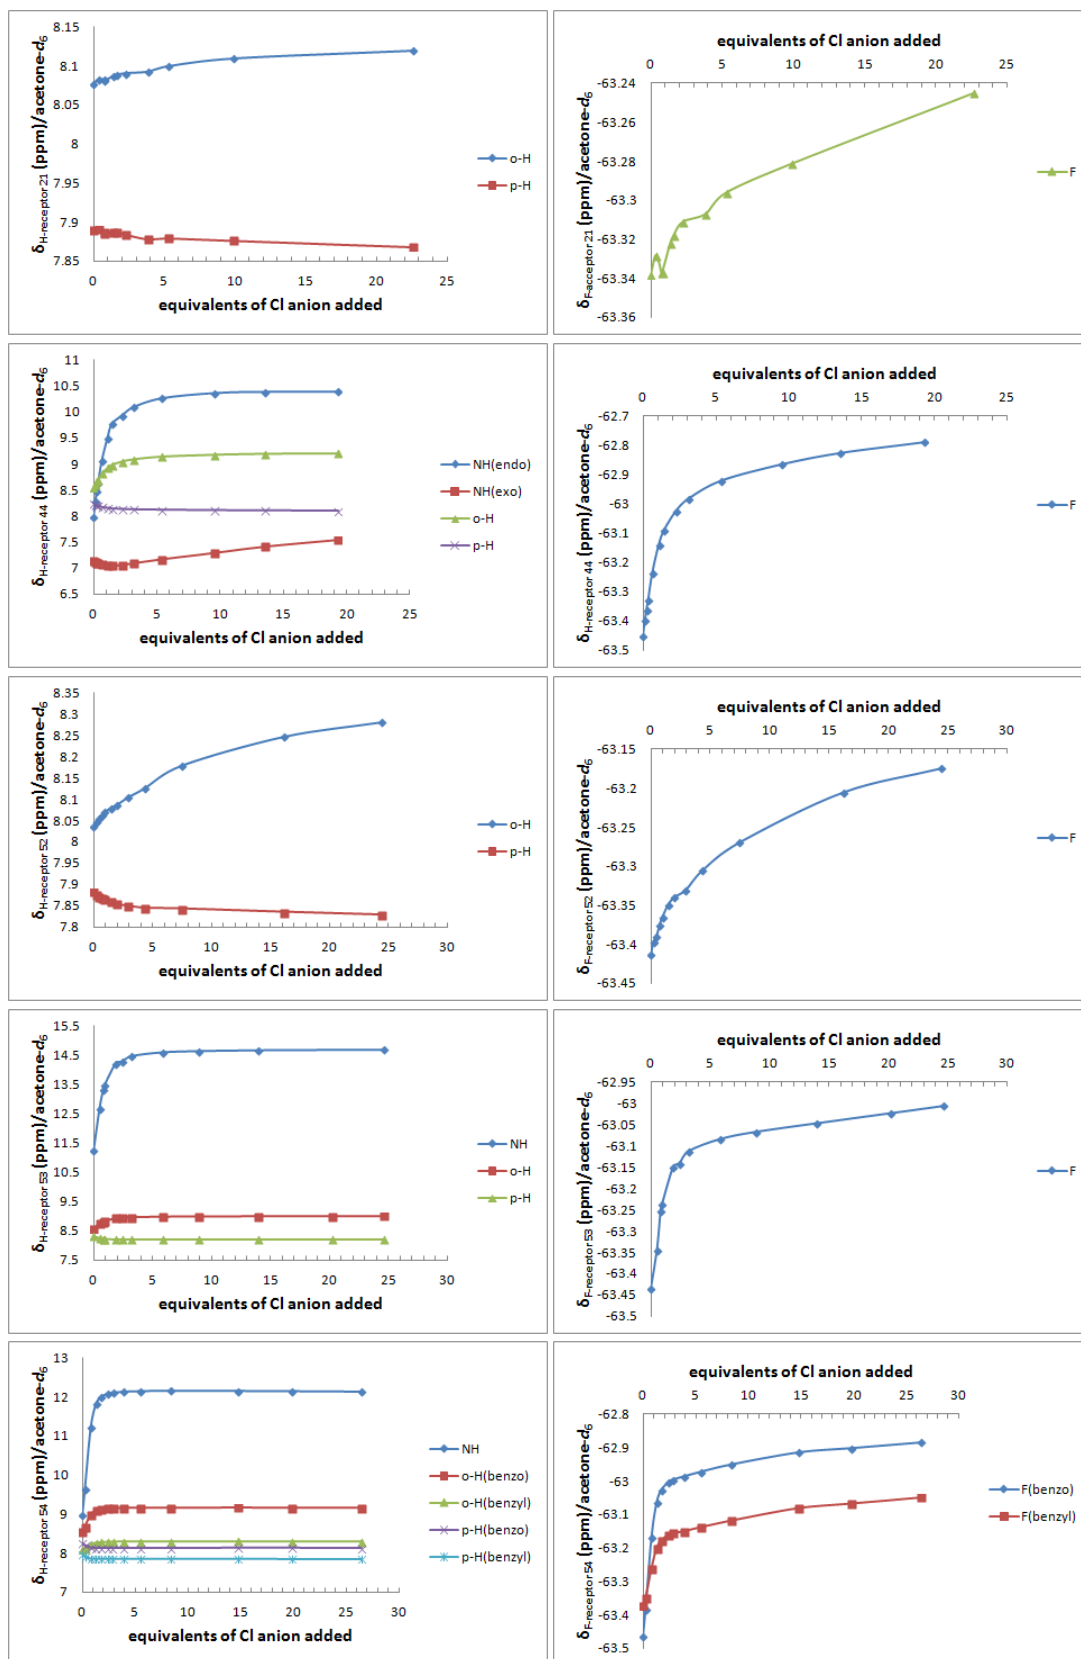 8.15
8.1
8.05
8
7.95
7.9
7.85
0 5 10 15 20 25
equivalents of Cl anion added
δH-receptor 21 (ppm)/acetone-d6
o-H
p-H
equivalents of Cl anion added
0 5 10 15 20 25
-63.24
-63.26
-63.28
-63.3
-63.32
-63.34
-63.36
δF-acceptor 21 (ppm)/acetone-d6
F
11
10.5
10
9.5
9
8.5
8
7.5
7
6.5
0 5 10 15 20 25
equivalents of Cl anion added
δH-receptor 44 (ppm)/acetone-d6
NH(endo)
NH(exo)
o-H
p-H
equivalents of Cl anion added
0 5 10 15 20 25
-62.7
-62.8
-62.9
-63
-63.1
-63.2
-63.3
-63.4
-63.5
δH-receptor 44 (ppm)/acetone-d6
F
8.35
8.3
8.25
8.2
8.15
8.1
8.05
8
7.95
7.9
7.85
7.8
0 5 10 15 20 25 30
equivalents of Cl anion added
δH-receptor 52 (ppm)/acetone-d6
o-H
p-H
equivalents of Cl anion added
0 5 10 15 20 25 30
-63.15
-63.2
-63.25
-63.3
-63.35
-63.4
-63.45
δF-receptor 52 (ppm)/acetone-d6
F
15.5
14.5
13.5
12.5
11.5
10.5
9.5
8.5
7.5
0 5 10 15 20 25 30
equivalents of Cl anion added
δH-receptor 53 (ppm)/acetone-d6
NH
o-H
p-H
equivalents of Cl anion added
0 5 10 15 20 25 30
-62.95
-63
-63.05
-63.1
-63.15
-63.2
-63.25
-63.3
-63.35
-63.4
-63.45
-63.5
δF-receptor 53 (ppm)/acetone-d6
F
13
12
11
10
9
8
7
0 5 10 15 20 25 30
equivalents of Cl anion added
δH-receptor 54 (ppm)/acetone-d6
NH
o-H(benzo)
o-H(benzyl)
p-H(benzo)
p-H(benzyl)
equivalents of Cl anion added
0 5 10 15 20 25 30
-62.8
-62.9
-63
-63.1
-63.2
-63.3
-63.4
-63.5
δF-receptor 54 (ppm)/acetone-d6
F(benzo)
F(benzyl)